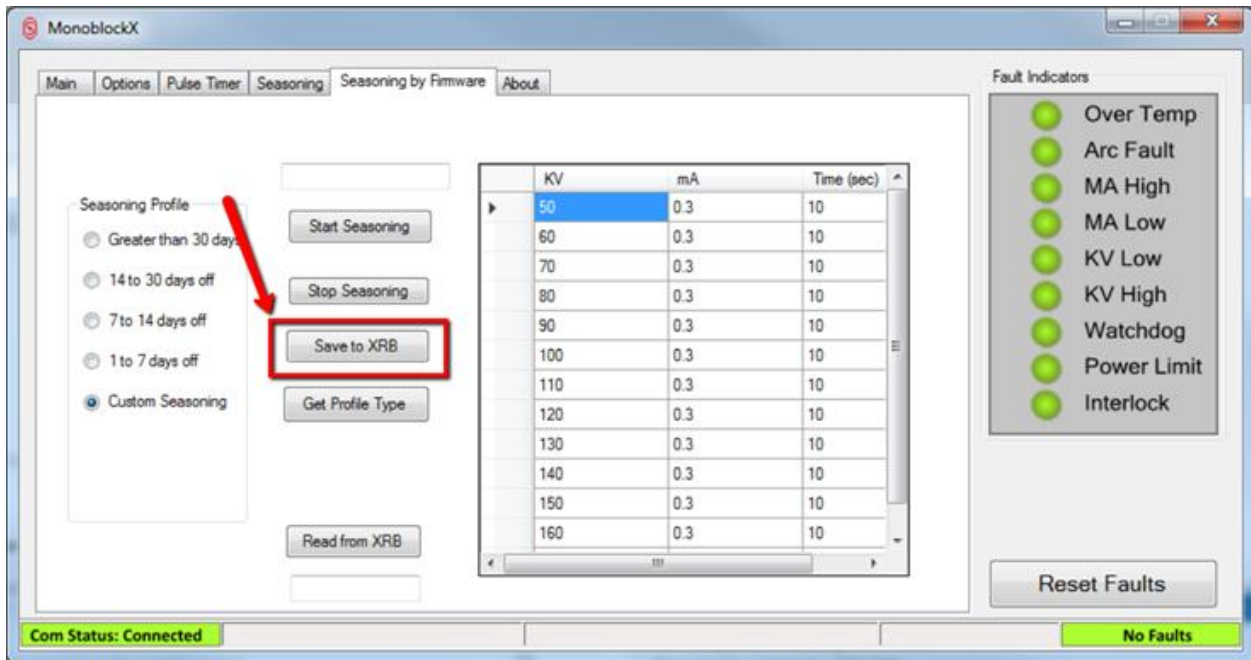 MonoblockX
Main Options Pulse Timer Seasoning Seasoning by Firmware About
Seasoning Profile
Greater than 30 days
14 to 30 days off
7 to 14 days off
1 to 7 days off
Custom Seasoning
Start Seasoning
Stop Seasoning
Save to XRB
Get Profile Type
Read from XRB
KV mA Time (sec)
50 0.3 10
60 0.3 10
70 0.3 10
80 0.3 10
90 0.3 10
100 0.3 10
110 0.3 10
120 0.3 10
130 0.3 10
140 0.3 10
150 0.3 10
160 0.3 10
Fault Indicators
Over Temp
Arc Fault
MA High
MA Low
KV Low
KV High
Watchdog
Power Limit
Interlock
Reset Faults
Com Status: Connected
No Faults